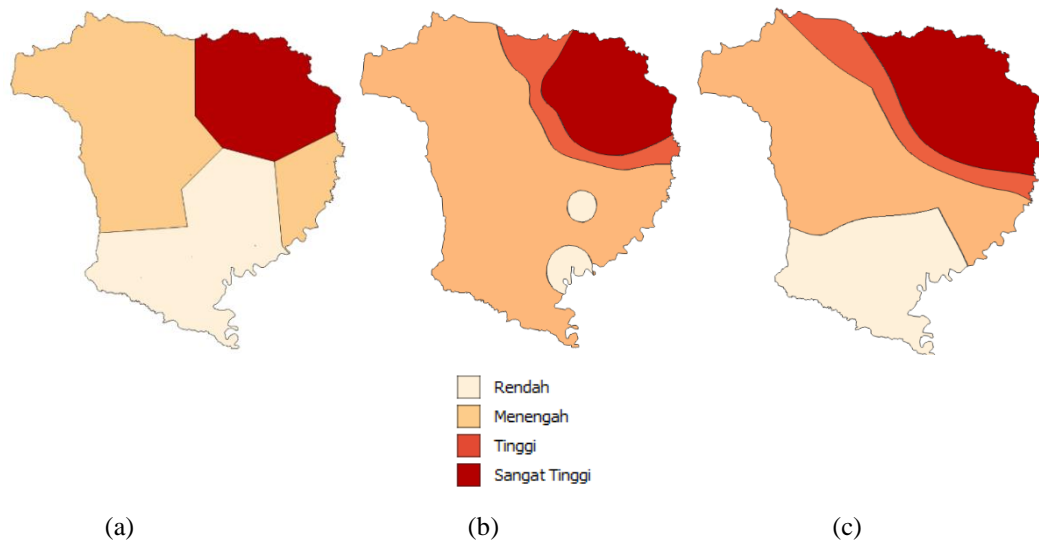 Rendah
Menengah
Tinggi
Sangat Tinggi
(a) (b) (c)